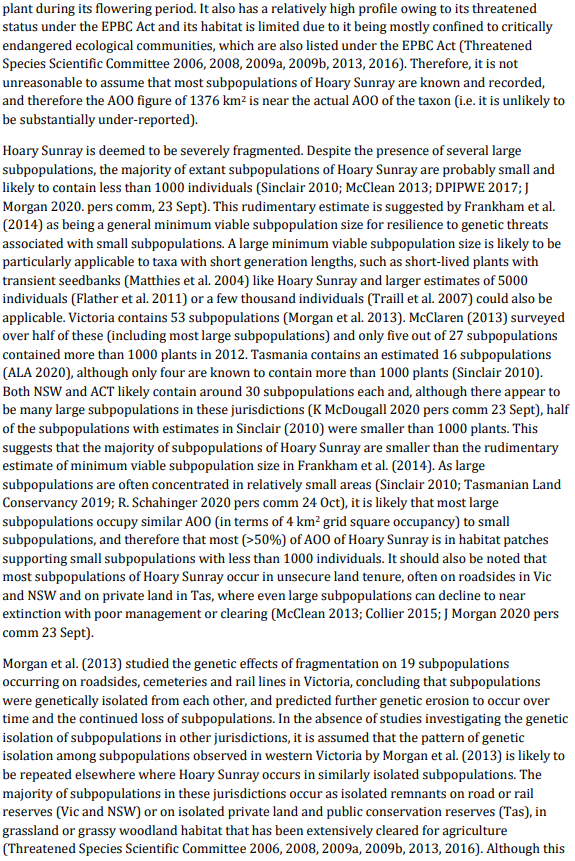 plant during its flowering period. It also has a relatively high profile owing to its threatened
status under the EPBC Act and its habitat is limited due to it being mostly confined to critically
endangered ecological communities, which are also listed under the EPBC Act (Threatened
Species Scientific Committee 2006, 2008, 2009a, 2009b, 2013, 2016). Therefore, it is not
unreasonable to assume that most subpopulations of Hoary Sunray are known and recorded,
and therefore the AOO figure of 1376 km² is near the actual AOO of the taxon (i.e. it is unlikely to
be substantially under-reported).
Hoary Sunray is deemed to be severely fragmented. Despite the presence of several large
subpopulations, the majority of extant subpopulations of Hoary Sunray are probably small and
likely to contain less than 1000 individuals (Sinclair 2010; McClean 2013; DPIPWE 2017; J
Morgan 2020. pers comm, 23 Sept). This rudimentary estimate is suggested by Frankham et al.
(2014) as being a general minimum viable subpopulation size for resilience to genetic threats
associated with small subpopulations. A large minimum viable subpopulation size is likely to be
particularly applicable to taxa with short generation lengths, such as short-lived plants with
transient seedbanks (Matthies et al. 2004) like Hoary Sunray and larger estimates of 5000
individuals (Flather et al. 2011) or a few thousand individuals (Traill et al. 2007) could also be
applicable. Victoria contains 53 subpopulations (Morgan et al. 2013). McClaren (2013) surveyed
over half of these (including most large subpopulations) and only five out of 27 subpopulations
contained more than 1000 plants in 2012. Tasmania contains an estimated 16 subpopulations
(ALA 2020), although only four are known to contain more than 1000 plants (Sinclair 2010).
Both NSW and ACT likely contain around 30 subpopulations each and, although there appear to
be many large subpopulations in these jurisdictions (K McDougall 2020 pers comm 23 Sept), half
of the subpopulations with estimates in Sinclair (2010) were smaller than 1000 plants. This
suggests that the majority of subpopulations of Hoary Sunray are smaller than the rudimentary
estimate of minimum viable subpopulation size in Frankham et al. (2014). As large
subpopulations are often concentrated in relatively small areas (Sinclair 2010; Tasmanian Land
Conservancy 2019; R. Schahinger 2020 pers comm 24 Oct), it is likely that most large
subpopulations occupy similar AOO (in terms of 4 km² grid square occupancy) to small
subpopulations, and therefore that most (>50%) of AOO of Hoary Sunray is in habitat patches
supporting small subpopulations with less than 1000 individuals. It should also be noted that
most subpopulations of Hoary Sunray occur in unsecure land tenure, often on roadsides in Vic
and NSW and on private land in Tas, where even large subpopulations can decline to near
extinction with poor management or clearing (McClean 2013; Collier 2015; J Morgan 2020 pers
comm 23 Sept).
Morgan et al. (2013) studied the genetic effects of fragmentation on 19 subpopulations
occurring on roadsides, cemeteries and rail lines in Victoria, concluding that subpopulations
were genetically isolated from each other, and predicted further genetic erosion to occur over
time and the continued loss of subpopulations. In the absence of studies investigating the genetic
isolation of subpopulations in other jurisdictions, it is assumed that the pattern of genetic
isolation among subpopulations observed in western Victoria by Morgan et al. (2013) is likely to
be repeated elsewhere where Hoary Sunray occurs in similarly isolated subpopulations. The
majority of subpopulations in these jurisdictions occur as isolated remnants on road or rail
reserves (Vic and NSW) or on isolated private land and public conservation reserves (Tas), in
grassland or grassy woodland habitat that has been extensively cleared for agriculture
(Threatened Species Scientific Committee 2006, 2008, 2009a, 2009b, 2013, 2016). Although this